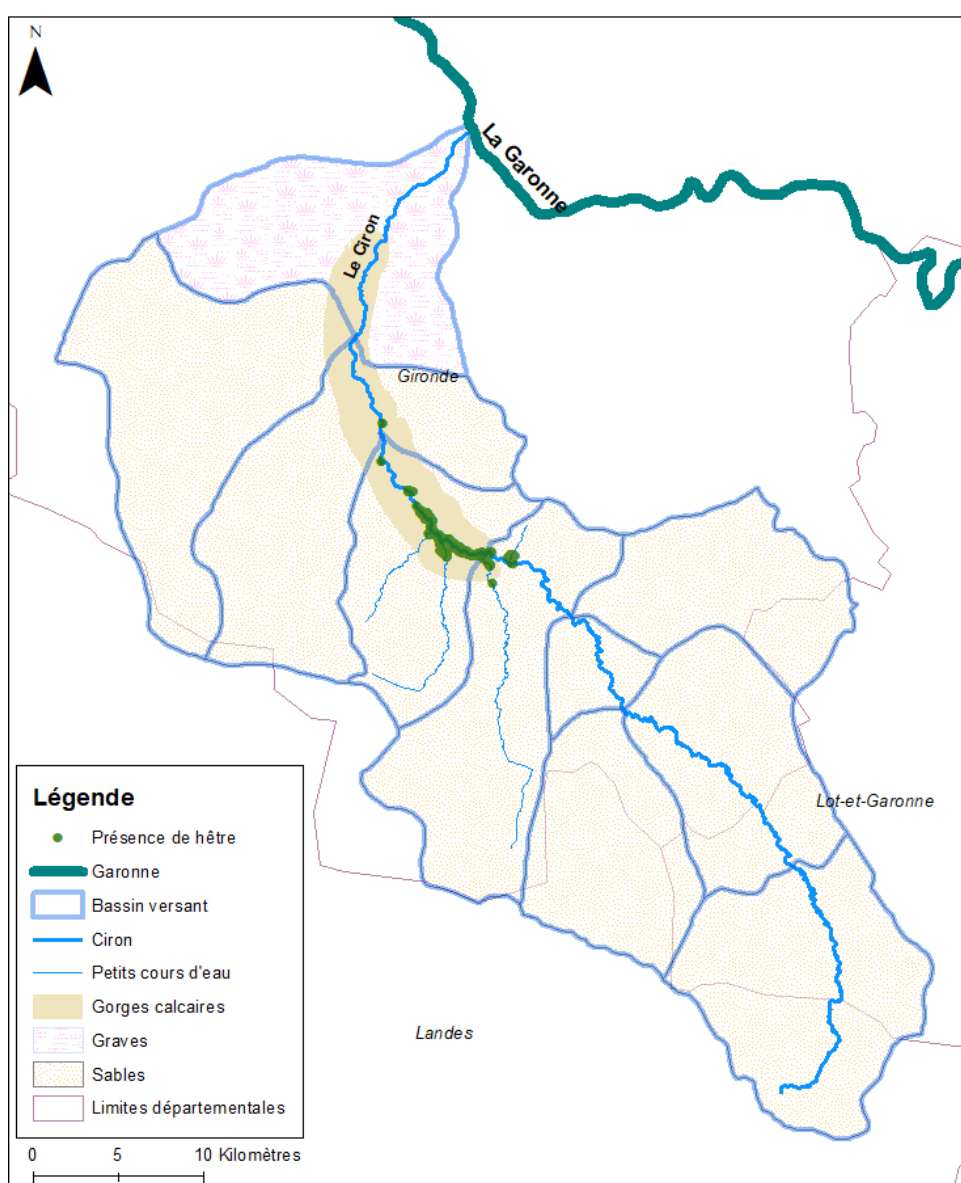 N
La Garonne
Le Ciron
Gironde
Lot-et-Garonne
Landes
Légende
Présence de hêtre
Garonne
Bassin versant
Ciron
Petits cours d'eau
Gorges calcaires
Graves
Sables
Limites départementales
0 5 10 Kilomètres